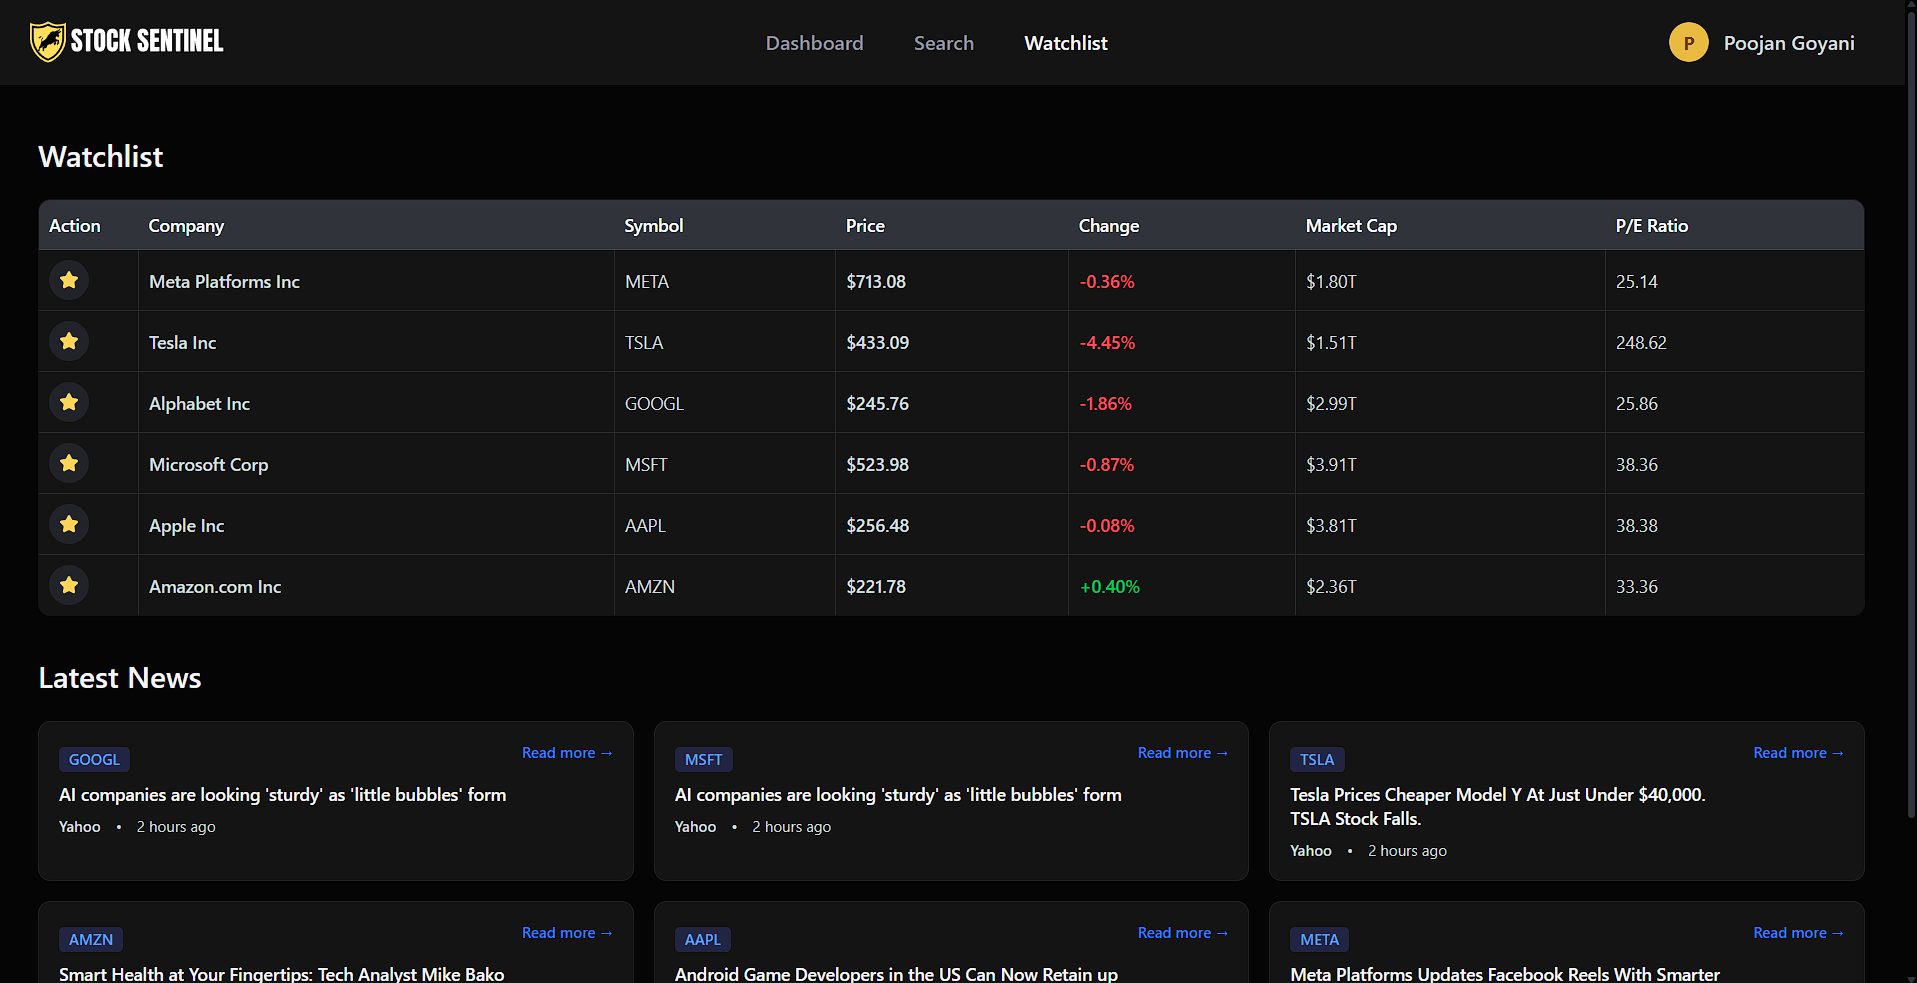 STOCK SENTINEL
Dashboard Search Watchlist
P Poojan Goyani
Watchlist
Action Company Symbol Price Change Market Cap P/E Ratio
Meta Platforms Inc META $713.08 -0.36% $1.80T 25.14
Tesla Inc TSLA $433.09 -4.45% $1.51T 248.62
Alphabet Inc GOOGL $245.76 -1.86% $2.99T 25.86
Microsoft Corp MSFT $523.98 -0.87% $3.91T 38.36
Apple Inc AAPL $256.48 -0.08% $3.81T 38.38
Amazon.com Inc AMZN $221.78 +0.40% $2.36T 33.36
Latest News
GOOGL Read more →
AI companies are looking 'sturdy' as 'little bubbles' form
Yahoo • 2 hours ago
MSFT Read more →
AI companies are looking 'sturdy' as 'little bubbles' form
Yahoo • 2 hours ago
TSLA Read more →
Tesla Prices Cheaper Model Y At Just Under $40,000.
TSLA Stock Falls.
Yahoo • 2 hours ago
AMZN Read more →
Smart Health at Your Fingertips: Tech Analyst Mike Bako
AAPL Read more →
Android Game Developers in the US Can Now Retain up
META Read more →
Meta Platforms Updates Facebook Reels With Smarter